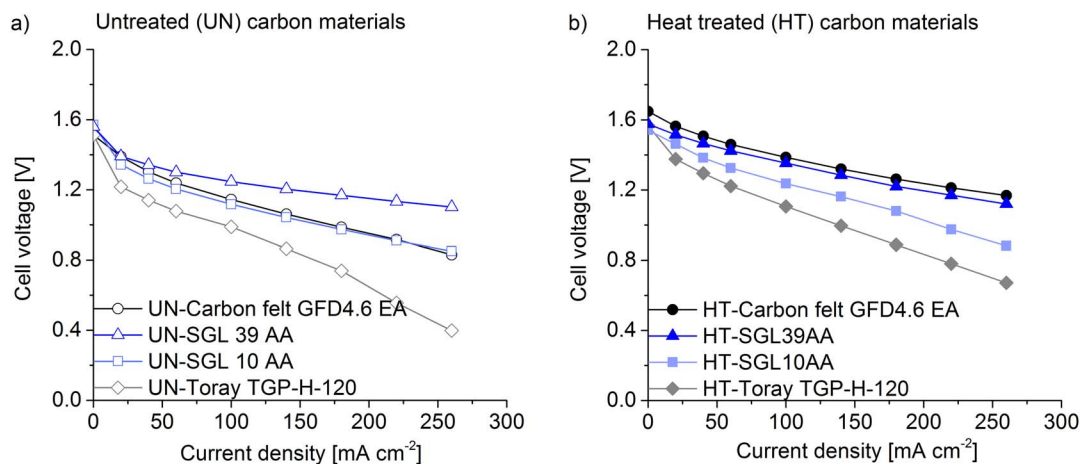 a) Untreated (UN) carbon materials
2.0
1.6
1.2
0.8
0.4
0.0
Cell voltage [V]
UN-Carbon felt GFD4.6 EA
UN-SGL 39 AA
UN-SGL 10 AA
UN-Toray TGP-H-120
0 50 100 150 200 250 300
Current density [mA cm⁻²]
b) Heat treated (HT) carbon materials
2.0
1.6
1.2
0.8
0.4
0.0
Cell voltage [V]
HT-Carbon felt GFD4.6 EA
HT-SGL39AA
HT-SGL10AA
HT-Toray TGP-H-120
0 50 100 150 200 250 300
Current density [mA cm⁻²]